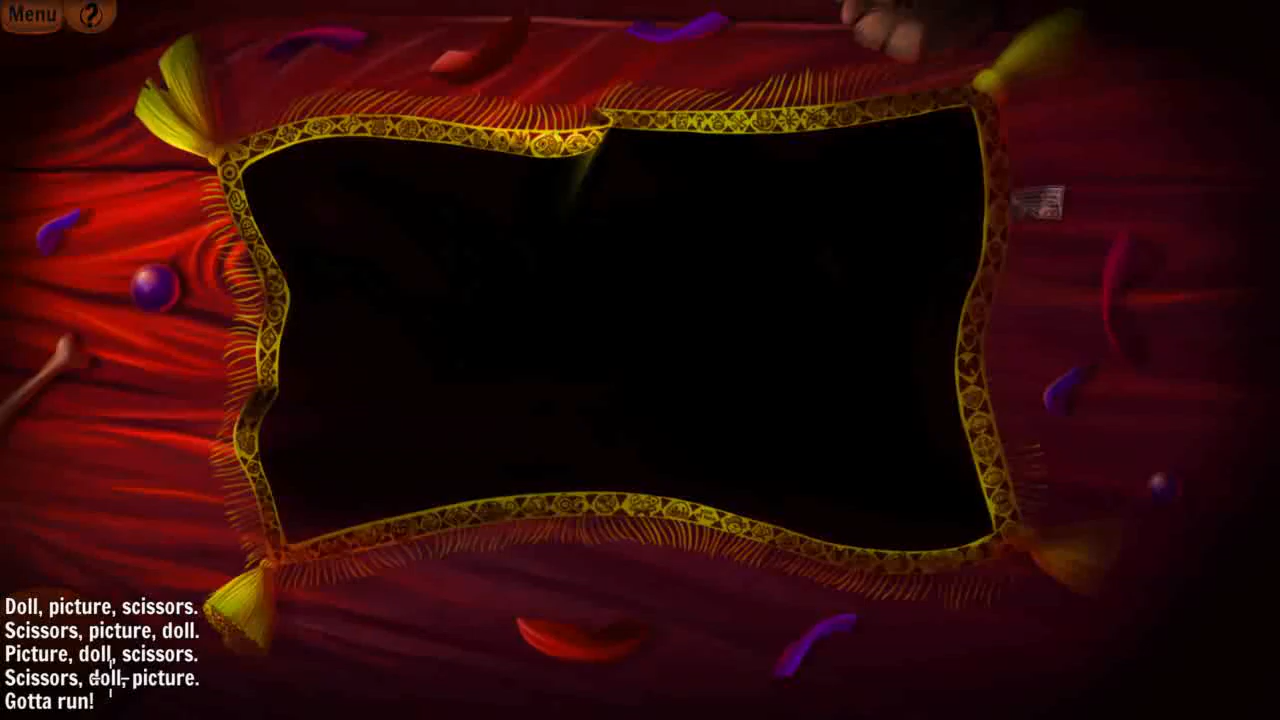 Menu ?
Doll, picture, scissors.
Scissors, picture, doll.
Picture, doll, scissors.
Scissors, doll, picture.
Gotta run!